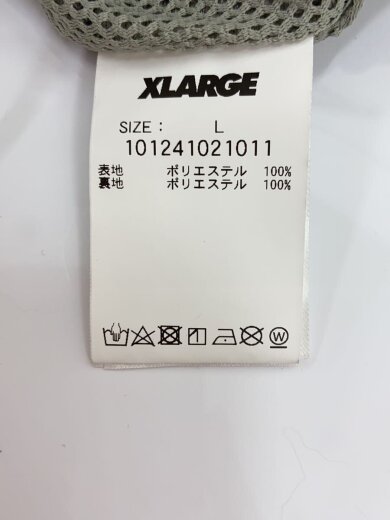 XLARGE
SIZE : L
101241021011
表地 ポリエステル 100%
裏地 ポリエステル 100%
W